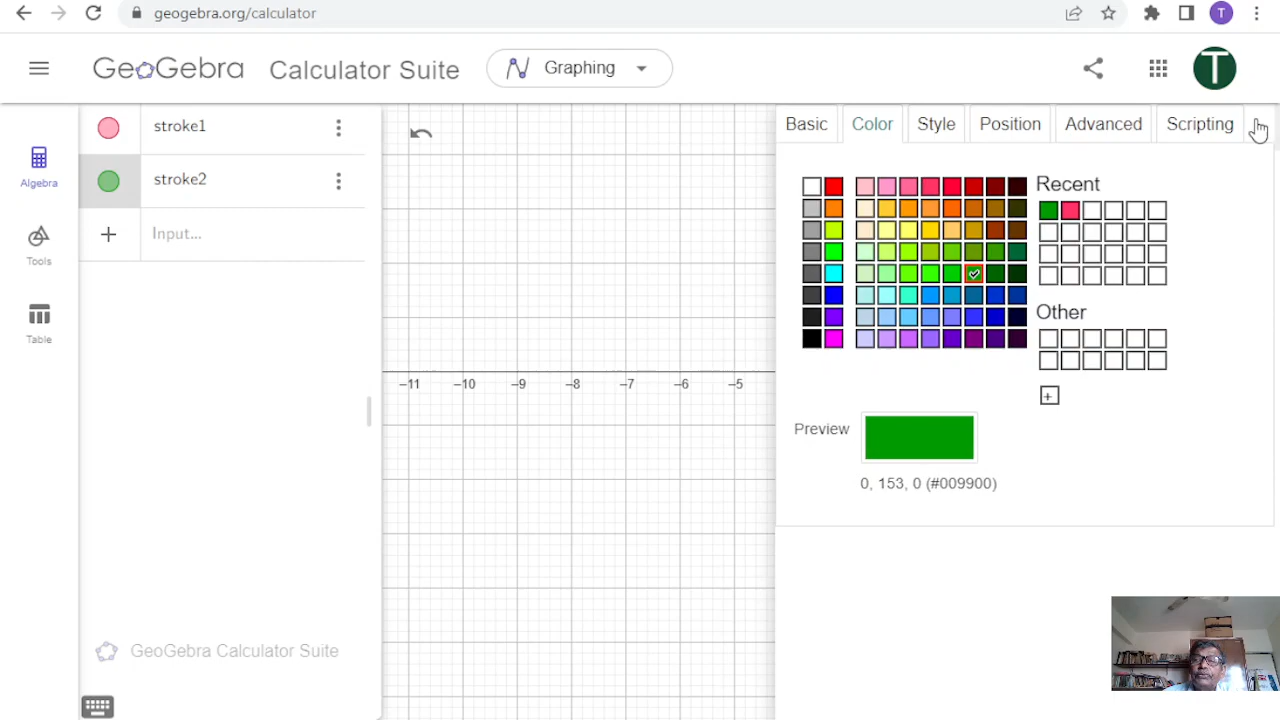 geogebra.org/calculator
T
GeoGebra
Calculator Suite
Graphing
T
stroke1
Basic
Color
Style
Position
Advanced
Scripting
Algebra
stroke2
Recent
Input...
Tools
Other
Table
−11
−10
−9
−8
−7
−6
−5
Preview
0, 153, 0 (#009900)
GeoGebra Calculator Suite